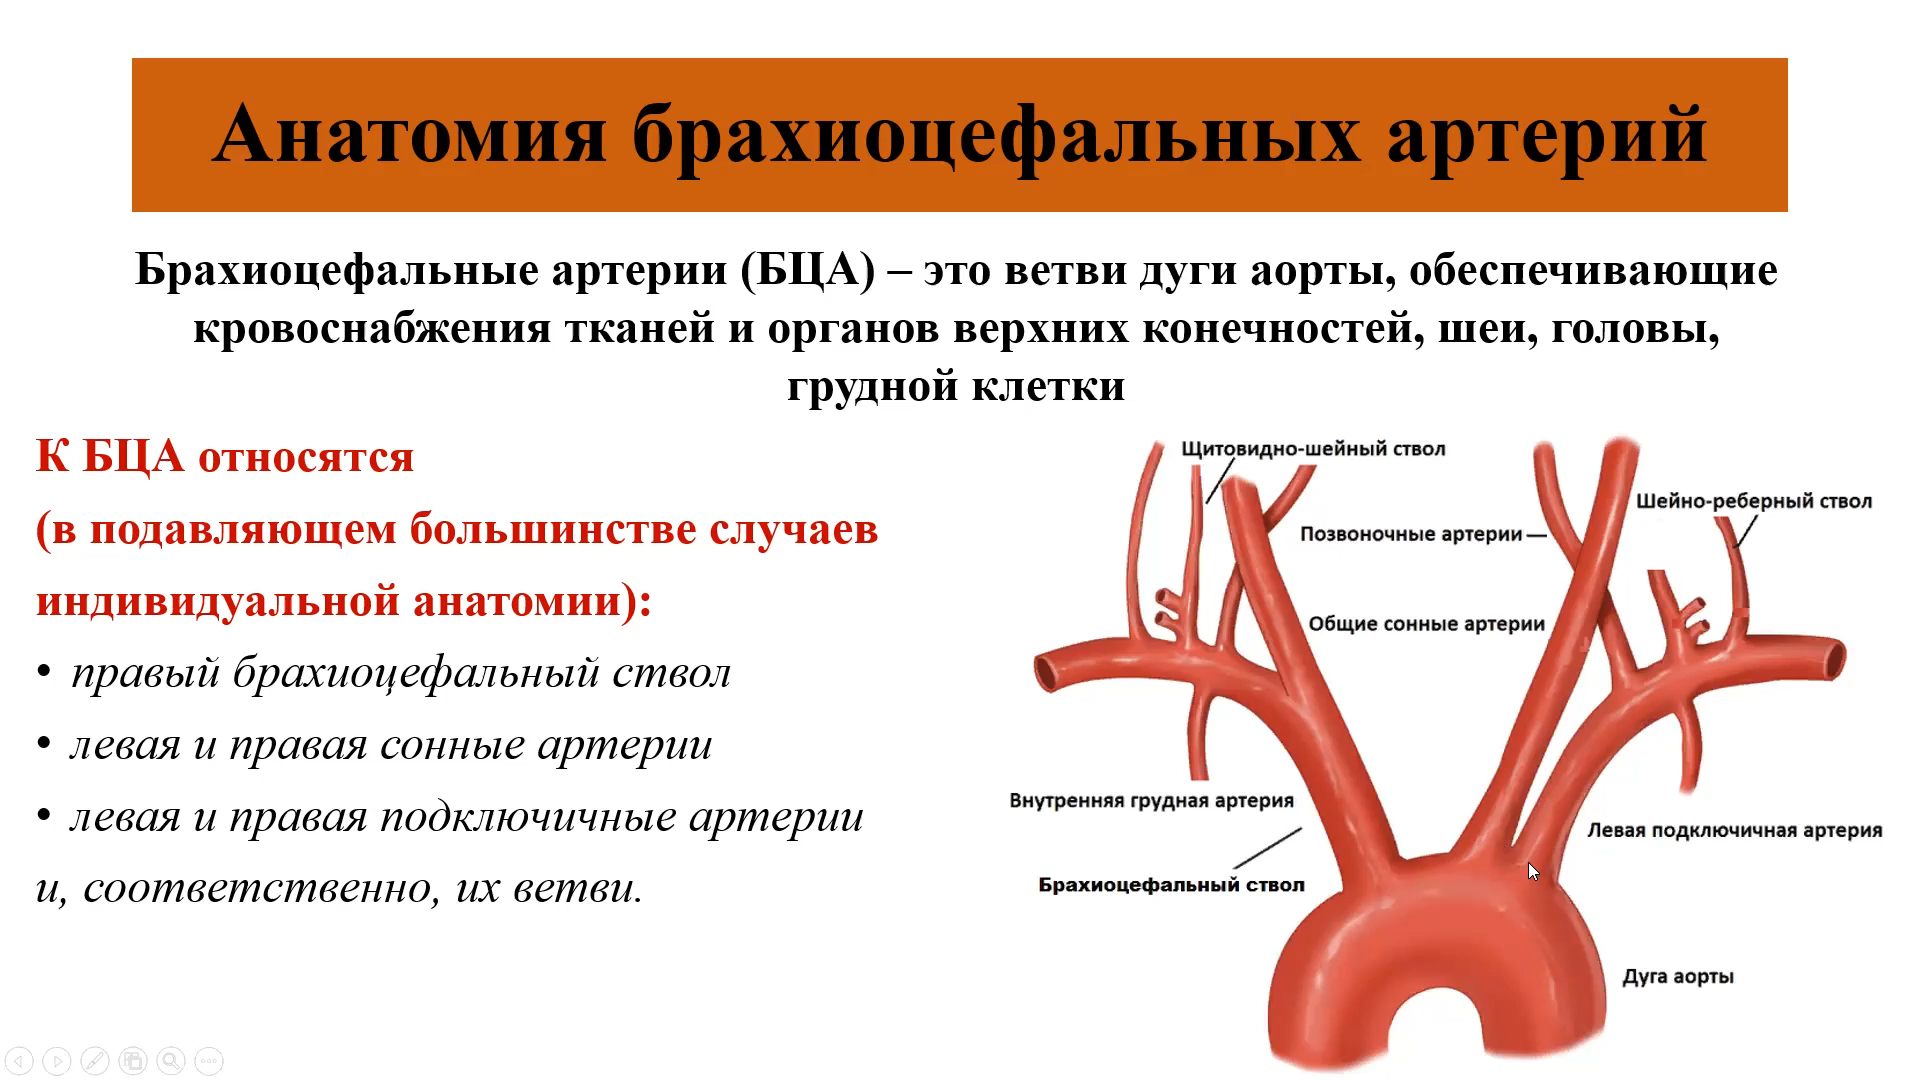 Анатомия брахиоцефальных артерий
Брахиоцефальные артерии (БЦА) – это ветви дуги аорты, обеспечивающие
кровоснабжения тканей и органов верхних конечностей, шеи, головы,
грудной клетки
К БЦА относятся
(в подавляющем большинстве случаев
индивидуальной анатомии):
• правый брахиоцефальный ствол
• левая и правая сонные артерии
• левая и правая подключичные артерии
и, соответственно, их ветви.
Щитовидно-шейный ствол
Шейно-реберный ствол
Позвоночные артерии
Общие сонные артерии
Внутренняя грудная артерия
Левая подключичная артерия
Брахиоцефальный ствол
Дуга аорты